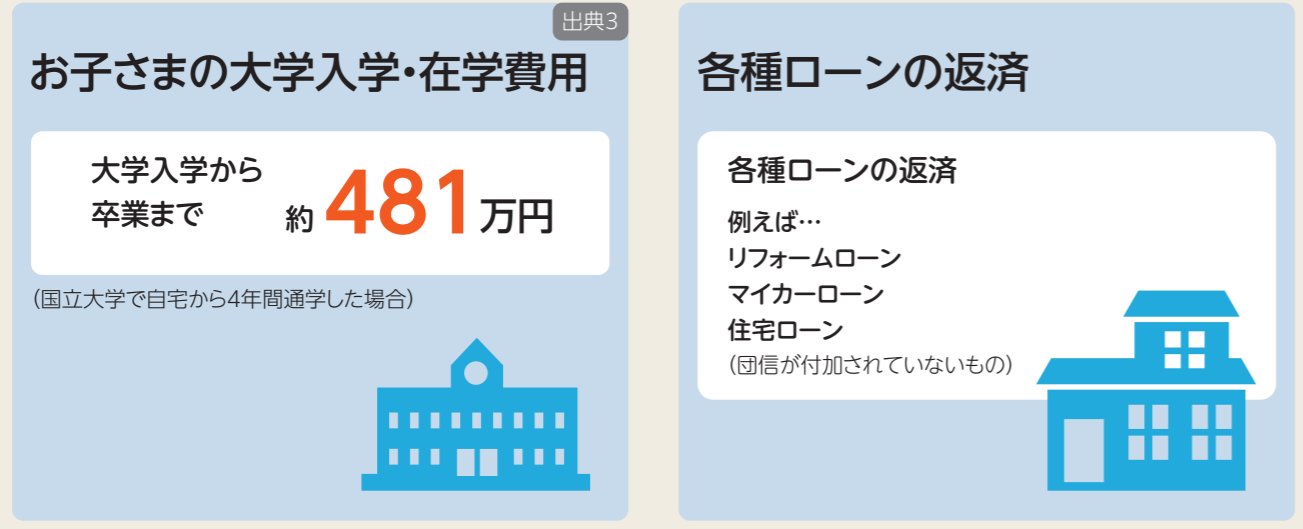 出典3
お子さまの大学入学・在学費用
大学入学から
卒業まで
約481万円
（国立大学で自宅から4年間通学した場合）
各種ローンの返済
各種ローンの返済
例えば…
リフォームローン
マイカーローン
住宅ローン
（団信が付加されていないもの）